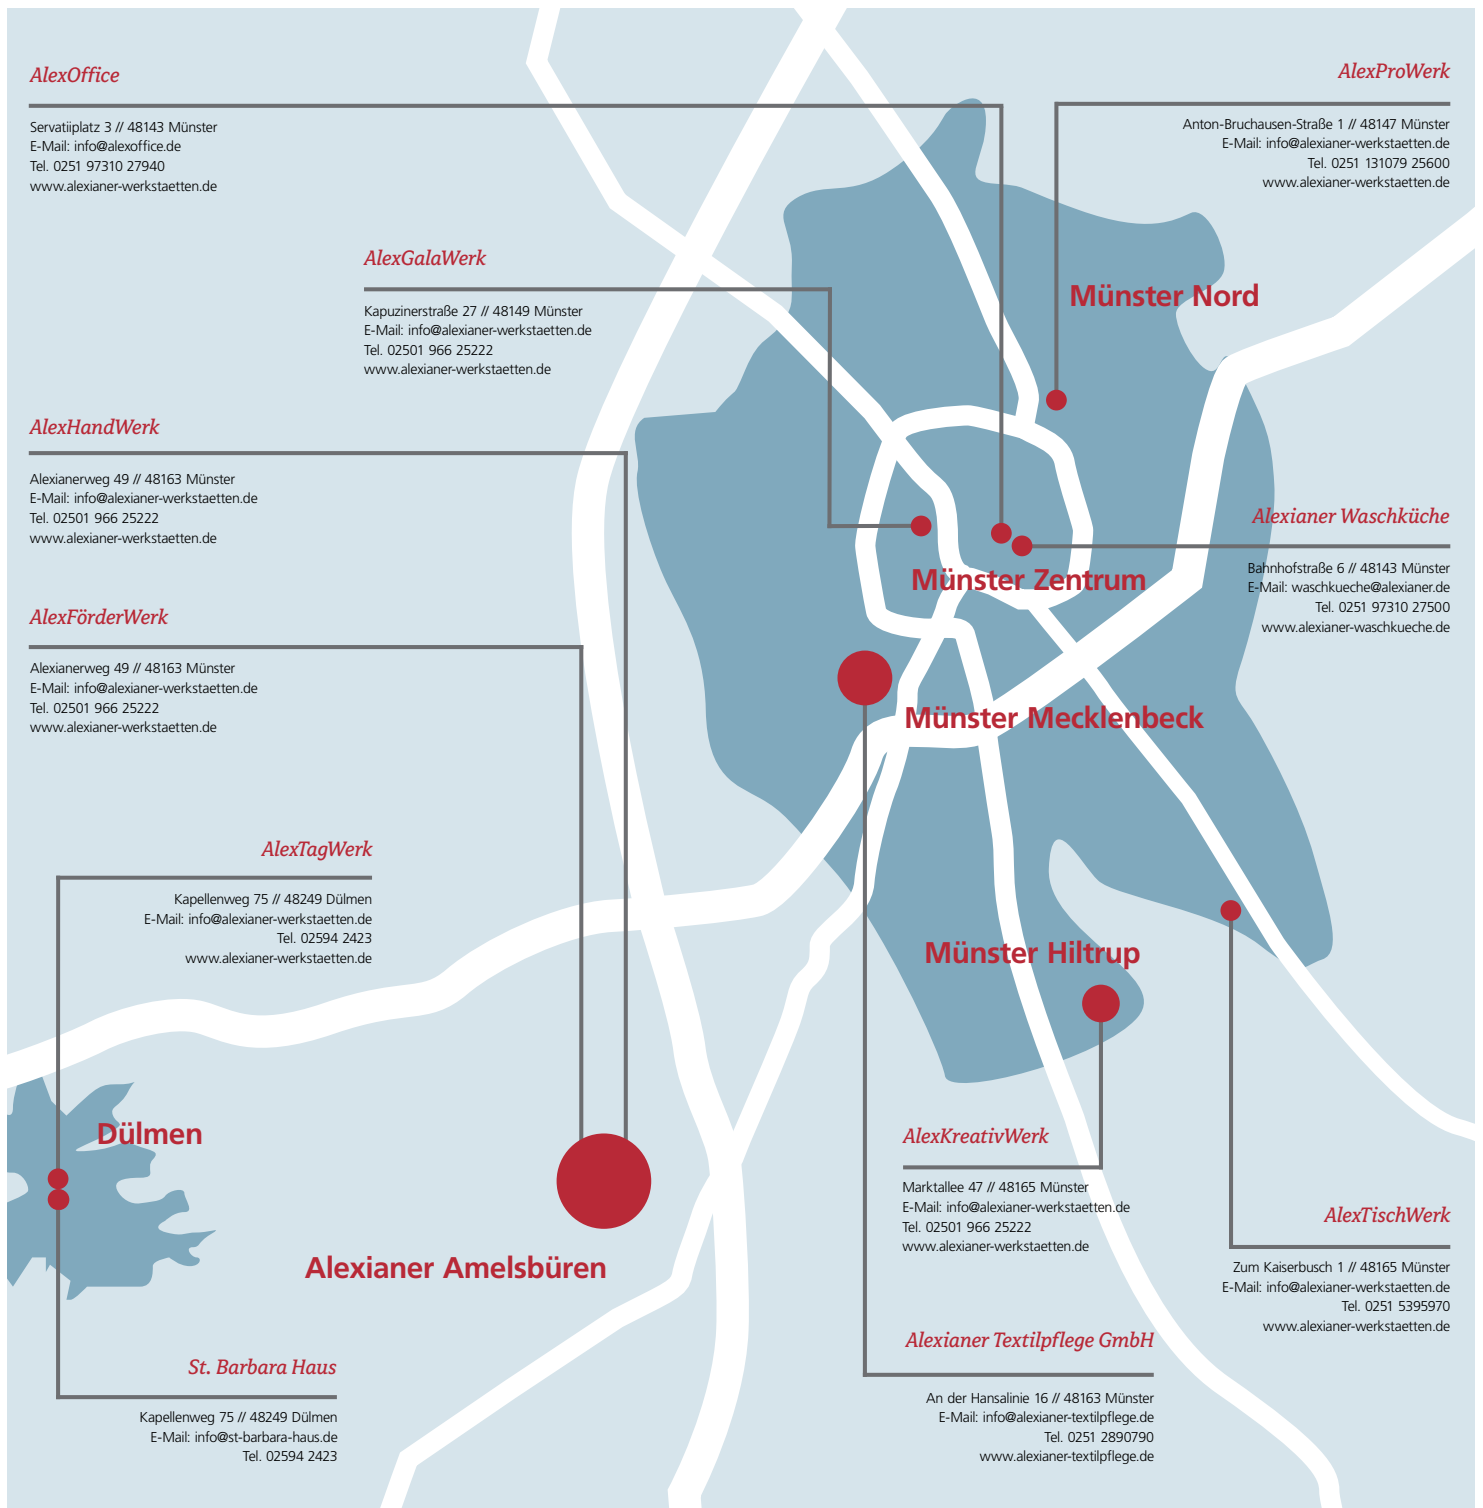 AlexOffice
Servatiiplatz 3 // 48143 Münster
E-Mail: info@alexoffice.de
Tel. 0251 97310 27940
www.alexianer-werkstaetten.de
AlexProWerk
Anton-Bruchausen-Straße 1 // 48147 Münster
E-Mail: info@alexianer-werkstaetten.de
Tel. 0251 131079 25600
www.alexianer-werkstaetten.de
AlexGalaWerk
Kapuzinerstraße 27 // 48149 Münster
E-Mail: info@alexianer-werkstaetten.de
Tel. 02501 966 25222
www.alexianer-werkstaetten.de
Münster Nord
AlexHandWerk
Alexianerweg 49 // 48163 Münster
E-Mail: info@alexianer-werkstaetten.de
Tel. 02501 966 25222
www.alexianer-werkstaetten.de
Alexianer Waschküche
Bahnhofstraße 6 // 48143 Münster
E-Mail: waschkueche@alexianer.de
Tel. 0251 97310 27500
www.alexianer-waschkueche.de
Münster Zentrum
AlexFörderWerk
Alexianerweg 49 // 48163 Münster
E-Mail: info@alexianer-werkstaetten.de
Tel. 02501 966 25222
www.alexianer-werkstaetten.de
Münster Mecklenbeck
AlexTagWerk
Kapellenweg 75 // 48249 Dülmen
E-Mail: info@alexianer-werkstaetten.de
Tel. 02594 2423
www.alexianer-werkstaetten.de
Münster Hiltrup
Dülmen
AlexKreativWerk
Marktallee 47 // 48165 Münster
E-Mail: info@alexianer-werkstaetten.de
Tel. 02501 966 25222
www.alexianer-werkstaetten.de
AlexTischWerk
Zum Kaiserbusch 1 // 48165 Münster
E-Mail: info@alexianer-werkstaetten.de
Tel. 0251 5395970
www.alexianer-werkstaetten.de
Alexianer Amelsbüren
Alexianer Textilpflege GmbH
An der Hansalinie 16 // 48163 Münster
E-Mail: info@alexianer-textilpflege.de
Tel. 0251 2890790
www.alexianer-textilpflege.de
St. Barbara Haus
Kapellenweg 75 // 48249 Dülmen
E-Mail: info@st-barbara-haus.de
Tel. 02594 2423